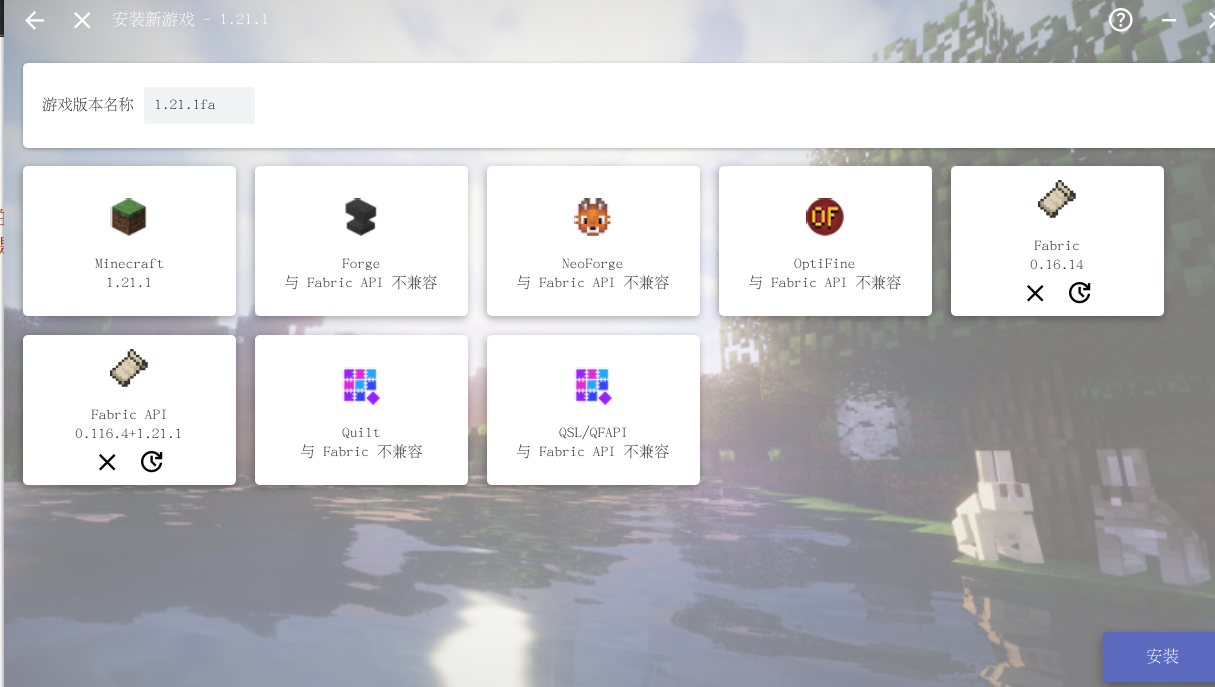 安装新游戏 - 1.21.1
游戏版本名称 1.21.1fa
Minecraft
1.21.1
Forge
与 Fabric API 不兼容
NeoForge
与 Fabric API 不兼容
OF
OptiFine
与 Fabric API 不兼容
Fabric
0.16.14
Fabric API
0.116.4+1.21.1
Quilt
与 Fabric 不兼容
QSL/QFAPI
与 Fabric API 不兼容
安装